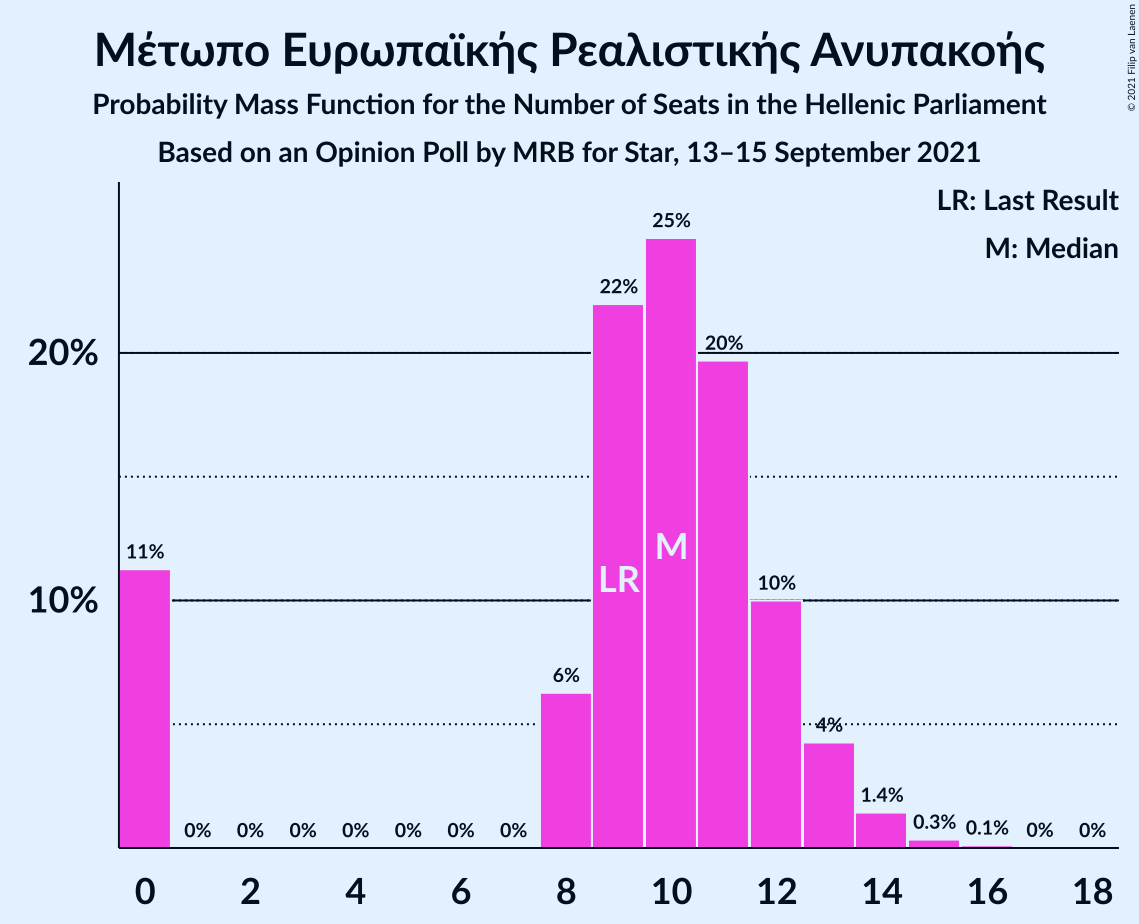 Μέτωπο Ευρωπαϊκής Ρεαλιστικής Ανυπακοής
Probability Mass Function for the Number of Seats in the Hellenic Parliament
Based on an Opinion Poll by MRB for Star, 13–15 September 2021
© 2021 Filip van Laenen
LR: Last Result
M: Median
20%
10%
11%
0%
0%
0%
0%
0%
0%
0%
6%
22%
25%
20%
10%
4%
1.4%
0.3%
0.1%
0%
0%
LR
M
0 2 4 6 8 10 12 14 16 18